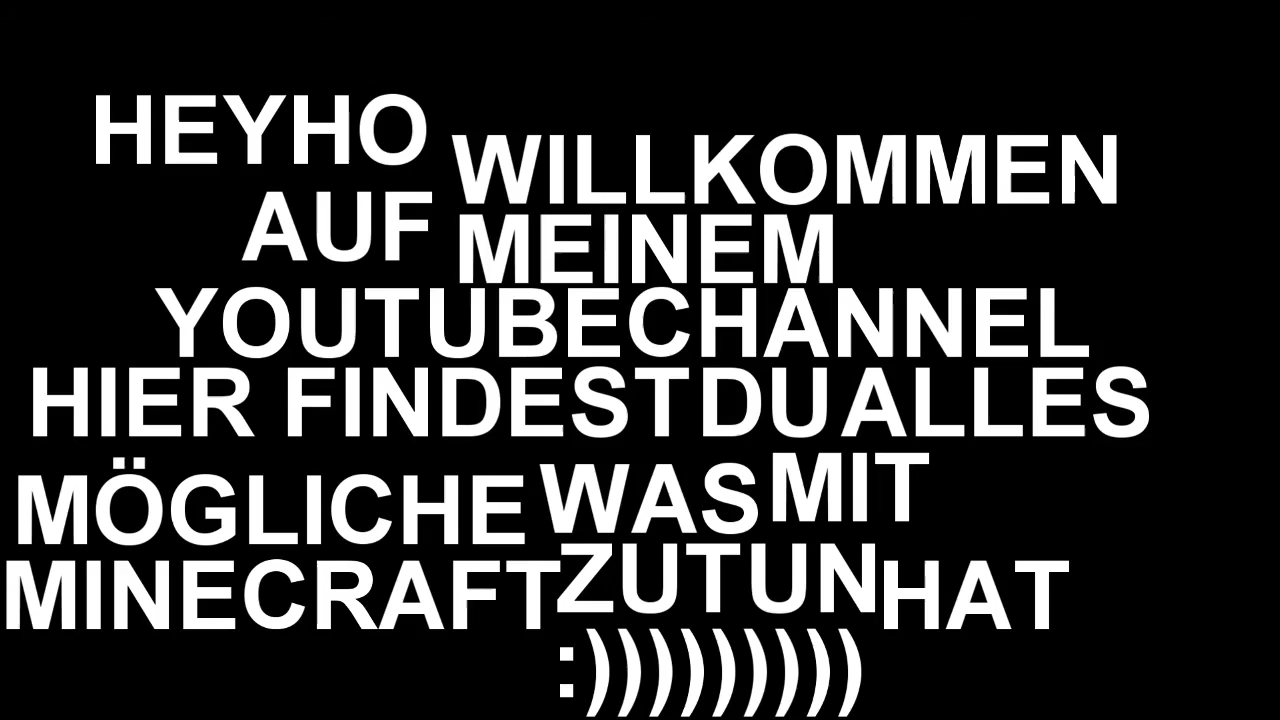 HEYHO WILLKOMMEN
AUF MEINEM
YOUTUBECHANNEL
HIER FINDEST DU ALLES
MÖGLICHE WAS MIT
MINECRAFT ZUTUN HAT
:)))))))))